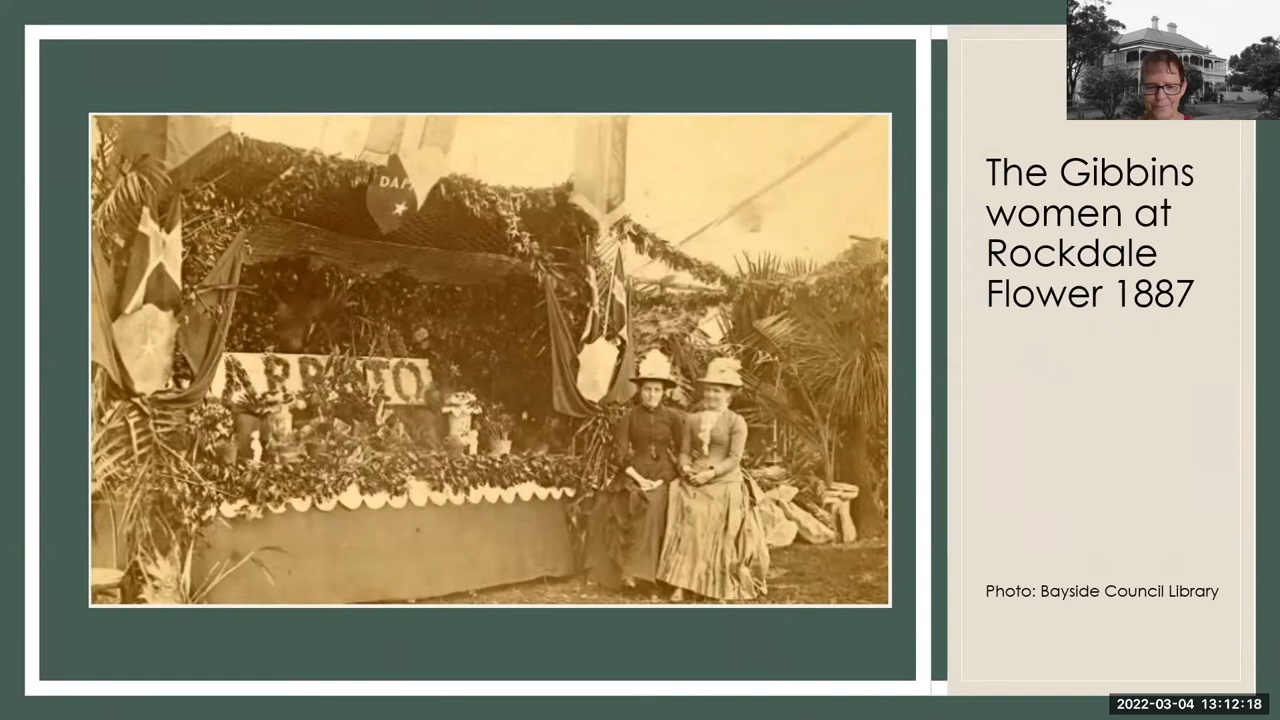 The Gibbins
women at
Rockdale
Flower 1887
Photo: Bayside Council Library
2022-03-04 13:12:18